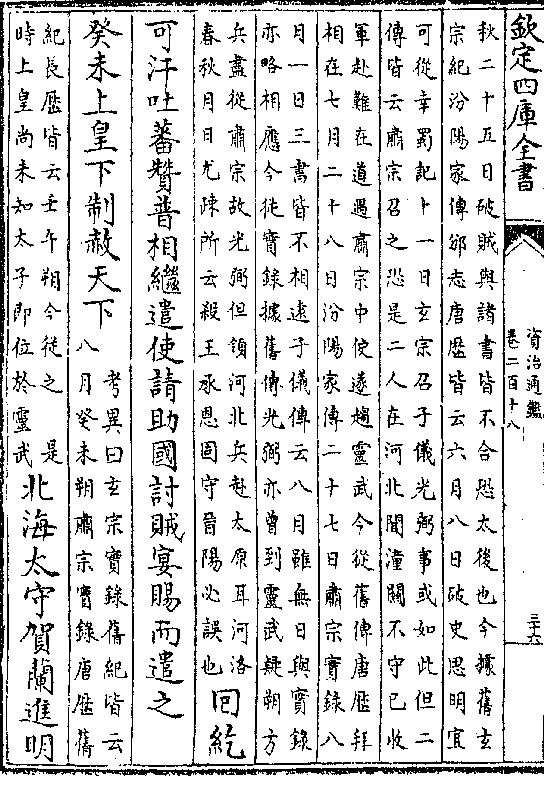 欽定四庫全書
資治通鑑
卷二百十八
三十六
秋二十五日破賊與諸書皆不合恐太後也今據舊玄
宗紀汾陽家傳邠志唐厯皆云六月八日破史思明宜
可從幸蜀記卜一日玄宗召子儀光弼事或如此但二
傳皆云肅宗召之恐是二人在河北聞潼關不守已收
軍赴難在道遇肅宗中使遂趨靈武今從舊傳唐厯拜
相在七月二十八日汾陽家傳二十七日肅宗實錄八
月一日三書皆不相遠子儀傳云八月雖無日與實錄
亦略相應今從實錄據舊傳光弼亦曾到靈武疑朔方
兵盡從肅宗故光弼但領河北兵赴太原耳河洛
春秋月日尤疎所云殺王承恩固守晉陽必誤也
回紇
可汗吐蕃贊普相繼遣使請助國討賊宴賜而遣之
癸未上皇下制赦天下
考異曰玄宗實錄舊紀皆云
八月癸未朔肅宗實錄唐厯舊
紀長厯皆云壬午朔今從之　是
時上皇尚未知太子即位於靈武
北海太守賀蘭進明